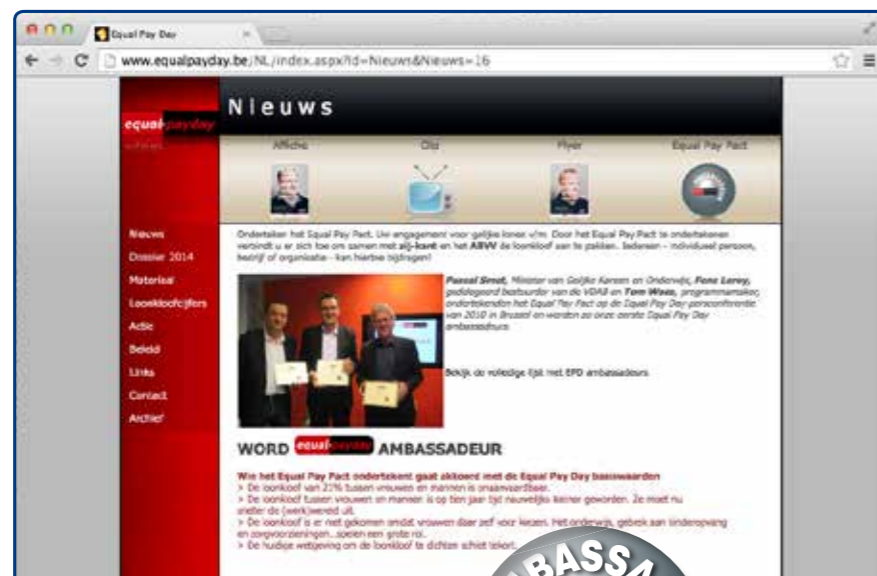 Equal Pay Day
www.equalpayday.be/NL/index.aspx?id=Nieuws&Nieuws=16
equal-payday
Nieuws
Affiche
Clip
Flyer
Equal Pay Pact
Nieuws
Dossier 2014
Materiaal
Loonkloofcijfers
Actie
Beleid
Links
Contact
Archief
Onderteken het Equal Pay Pact. Uw engagement voor gelijke lonen v/m. Door het Equal Pay Pact te ondertekenen
verbindt u er zich toe om samen met zij-kant en het ABVV de loonkloof aan te pakken. Iedereen - individueel persoon,
bedrijf of organisatie - kan hiertoe bijdragen!
Pascal Smet, Minister van Gelijke Kansen en Onderwijs, Fons Leroy,
gedelegeerd bestuurder van de VDAB en Tom Waes, programmamaker,
ondertekenden het Equal Pay Pact op de Equal Pay Day-persconferentie
van 2010 in Brussel en werden zo onze eerste Equal Pay Day
ambassadeurs
Bekijk de volledige lijst met EPD ambassadeurs.
WORD equal-payday AMBASSADEUR
Wie het Equal Pay Pact ondertekent gaat akkoord met de Equal Pay Day basiswaarden
> De loonkloof van 21% tussen vrouwen en mannen is onaanvaardbaar.
> De loonkloof tussen vrouwen en mannen is op tien jaar tijd nauwelijks kleiner geworden. Ze moet nu
sneller de (werk)wereld uit.
> De loonkloof is er niet gekomen omdat vrouwen daar zelf voor kiezen. Het onderwijs, gebrek aan kinderopvang
en zorgvoorzieningen...spelen een grote rol.
> De huidige wetgeving om de loonkloof te dichten schiet tekort.